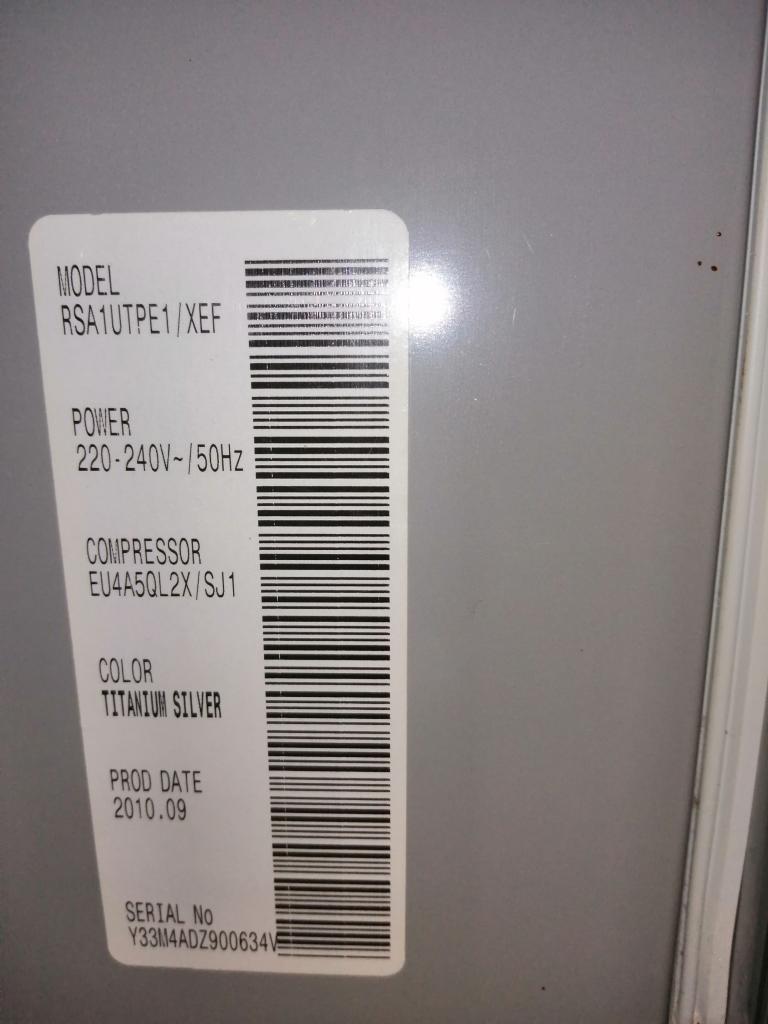 MODEL
RSA1UTPE1/XEF
POWER
220-240V~/50Hz
COMPRESSOR
EU4A5QL2X/SJ1
COLOR
TITANIUM SILVER
PROD DATE
2010.09
SERIAL No
Y33M4ADZ900634V